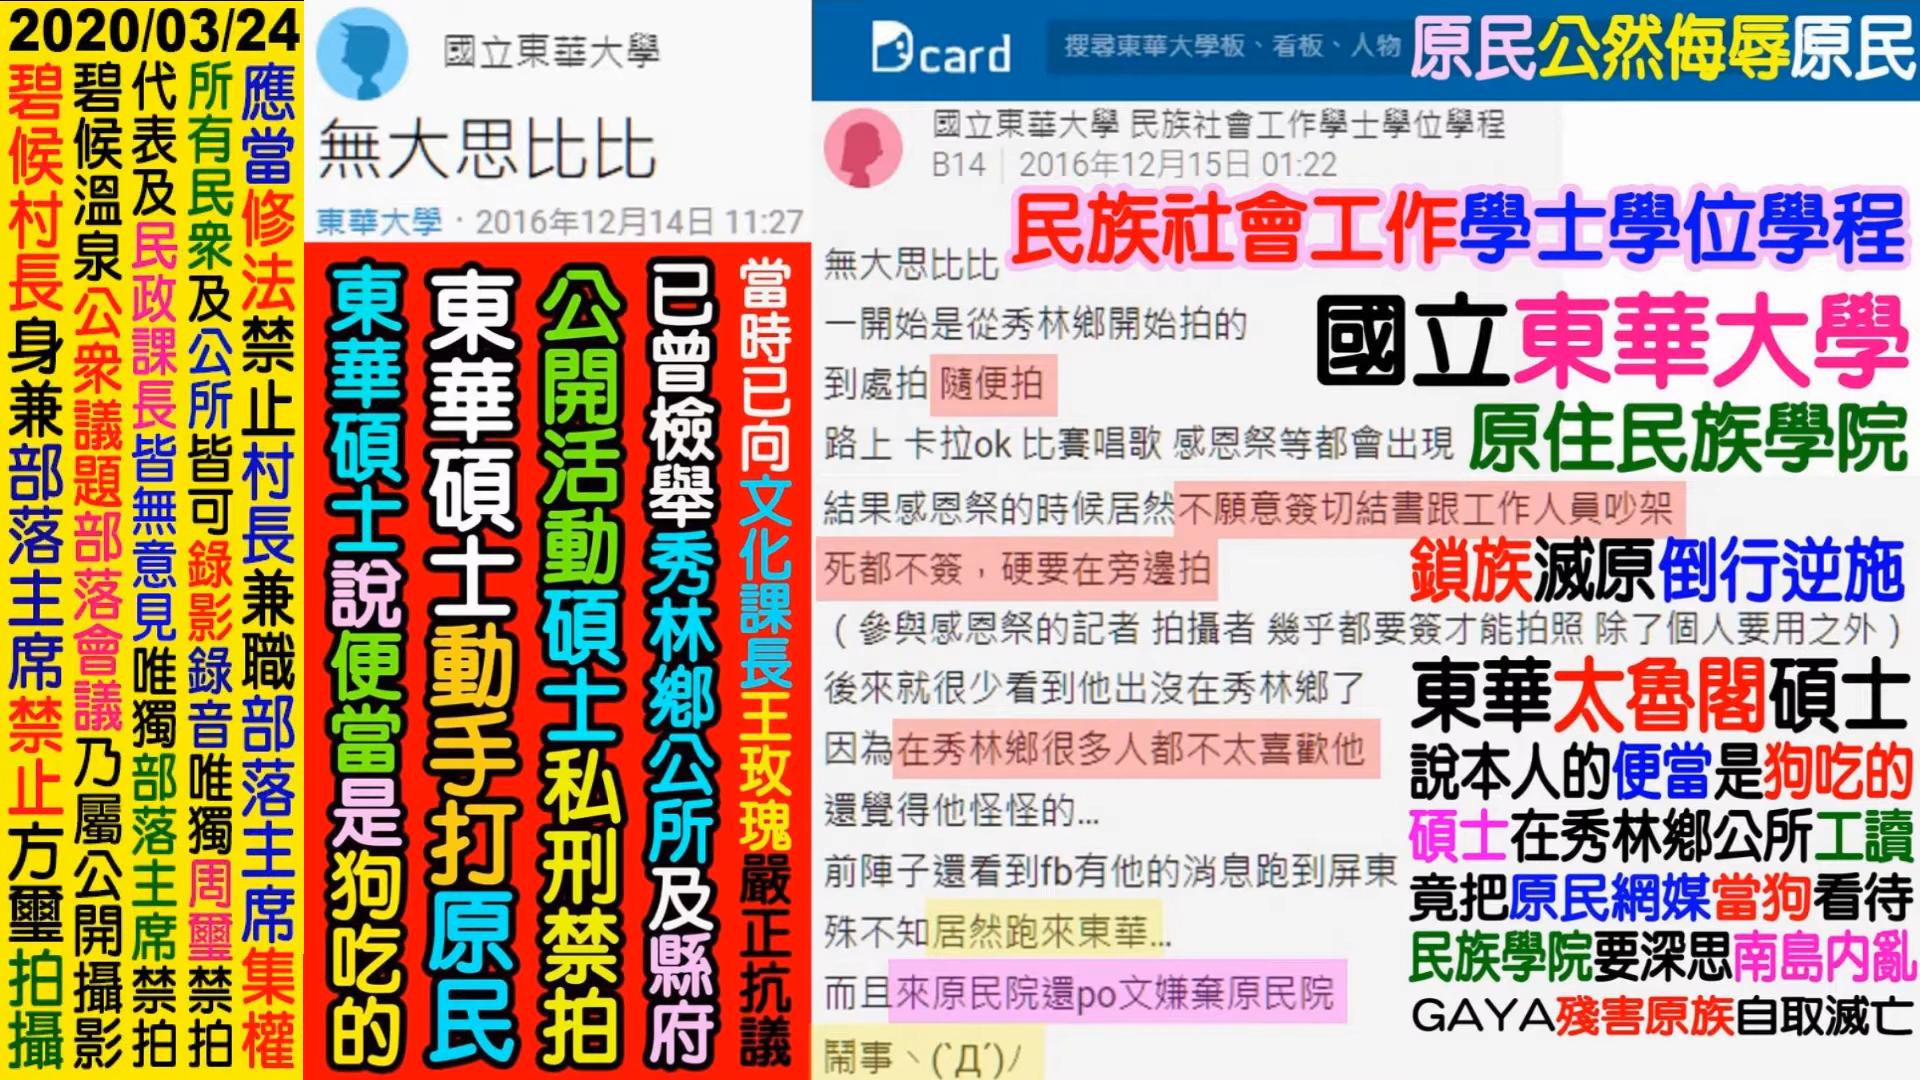 2020/03/24
應當修法禁止村長兼職部落主席集權
所有民眾及公所皆可錄影錄音唯獨周璽禁拍
代表及民政課長皆無意見唯獨部落主席禁拍
碧候溫泉公眾議題部落會議乃屬公開攝影
碧候村長身兼部落主席禁止方璽拍攝
國立東華大學
無大思比比
東華大學・2016年12月14日 11:27
當時已向文化課長王玫瑰嚴正抗議
已曾檢舉秀林鄉公所及縣府
公開活動碩士私刑禁拍
東華碩士動手打原民
東華碩士說便當是狗吃的
Dcard
搜尋東華大學板、看板、人物
原民公然侮辱原民
國立東華大學 民族社會工作學士學位學程
B14 2016年12月15日 01:22
民族社會工作學士學位學程
無大思比比
一開始是從秀林鄉開始拍的
國立東華大學
到處拍 隨便拍
原住民族學院
路上 卡拉ok 比賽唱歌 感恩祭等都會出現
結果感恩祭的時候居然不願意簽切結書跟工作人員吵架
死都不簽，硬要在旁邊拍
鎖族滅原倒行逆施
（參與感恩祭的記者 拍攝者 幾乎都要簽才能拍照 除了個人要用之外）
後來就很少看到他出沒在秀林鄉了
因為在秀林鄉很多人都不太喜歡他
還覺得他怪怪的...
前陣子還看到fb有他的消息跑到屏東
殊不知居然跑來東華...
而且來原民院還po文嫌棄原民院
鬧事ヽ(`Д´)ﾉ
東華太魯閣碩士
說本人的便當是狗吃的
碩士在秀林鄉公所工讀
竟把原民網媒當狗看待
民族學院要深思南島內亂
GAYA殘害原族自取滅亡